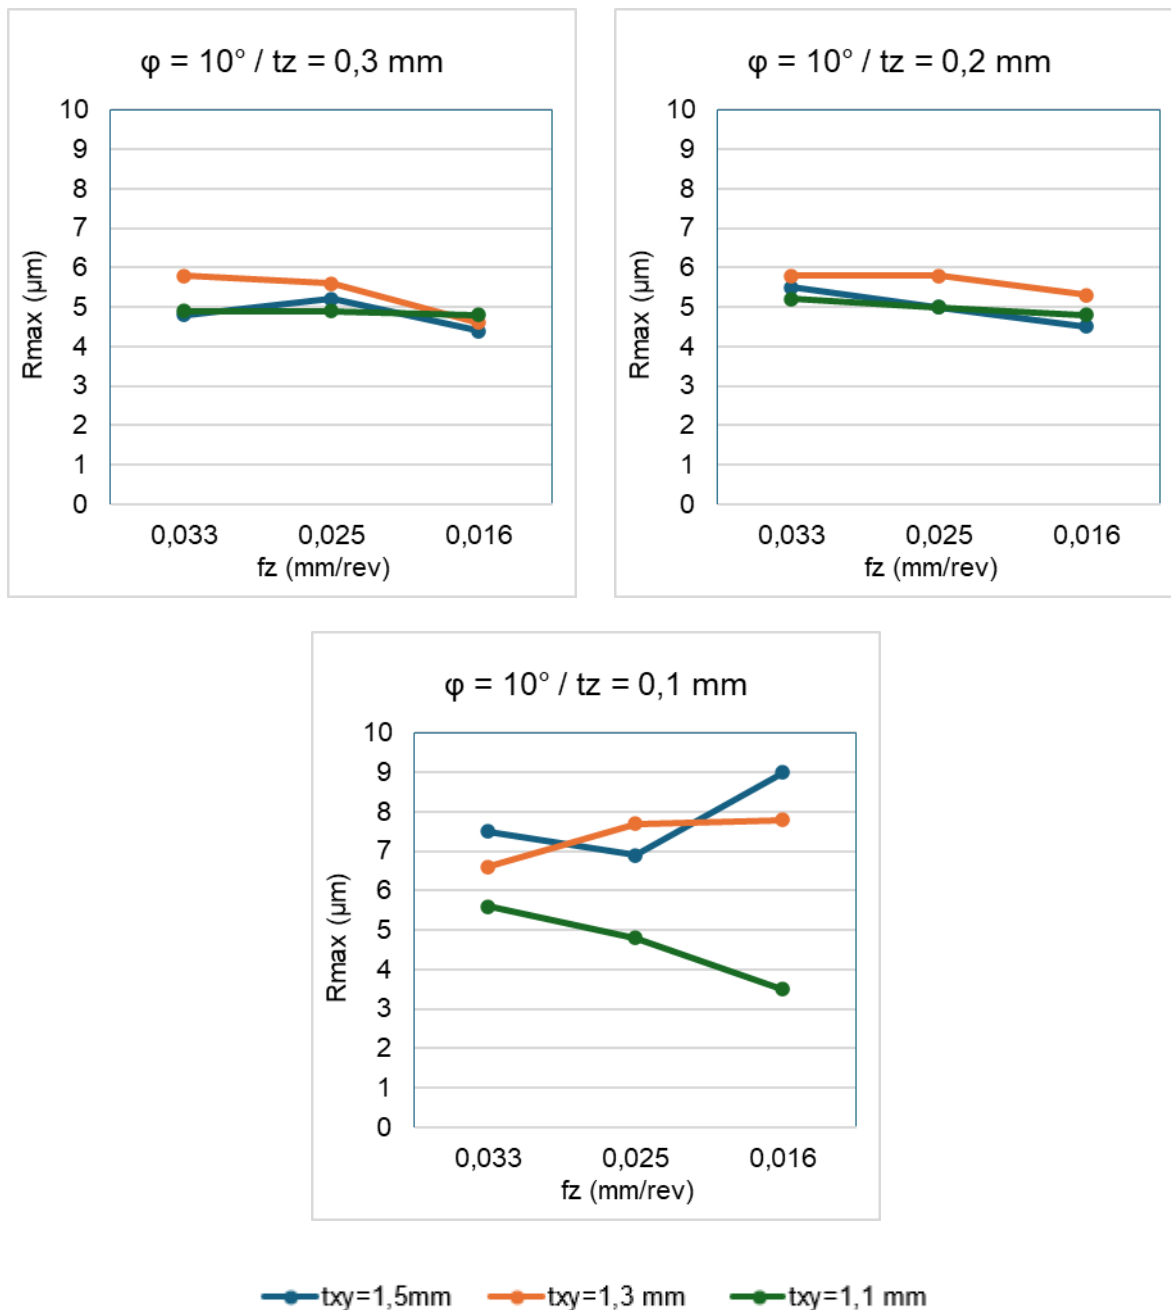 φ = 10° / tz = 0,3 mm
10
9
8
7
6
5
4
3
2
1
0
Rmax (µm)
0,033 0,025 0,016
fz (mm/rev)
φ = 10° / tz = 0,2 mm
10
9
8
7
6
5
4
3
2
1
0
Rmax (µm)
0,033 0,025 0,016
fz (mm/rev)
φ = 10° / tz = 0,1 mm
10
9
8
7
6
5
4
3
2
1
0
Rmax (µm)
0,033 0,025 0,016
fz (mm/rev)
txy=1,5mm txy=1,3 mm txy=1,1 mm